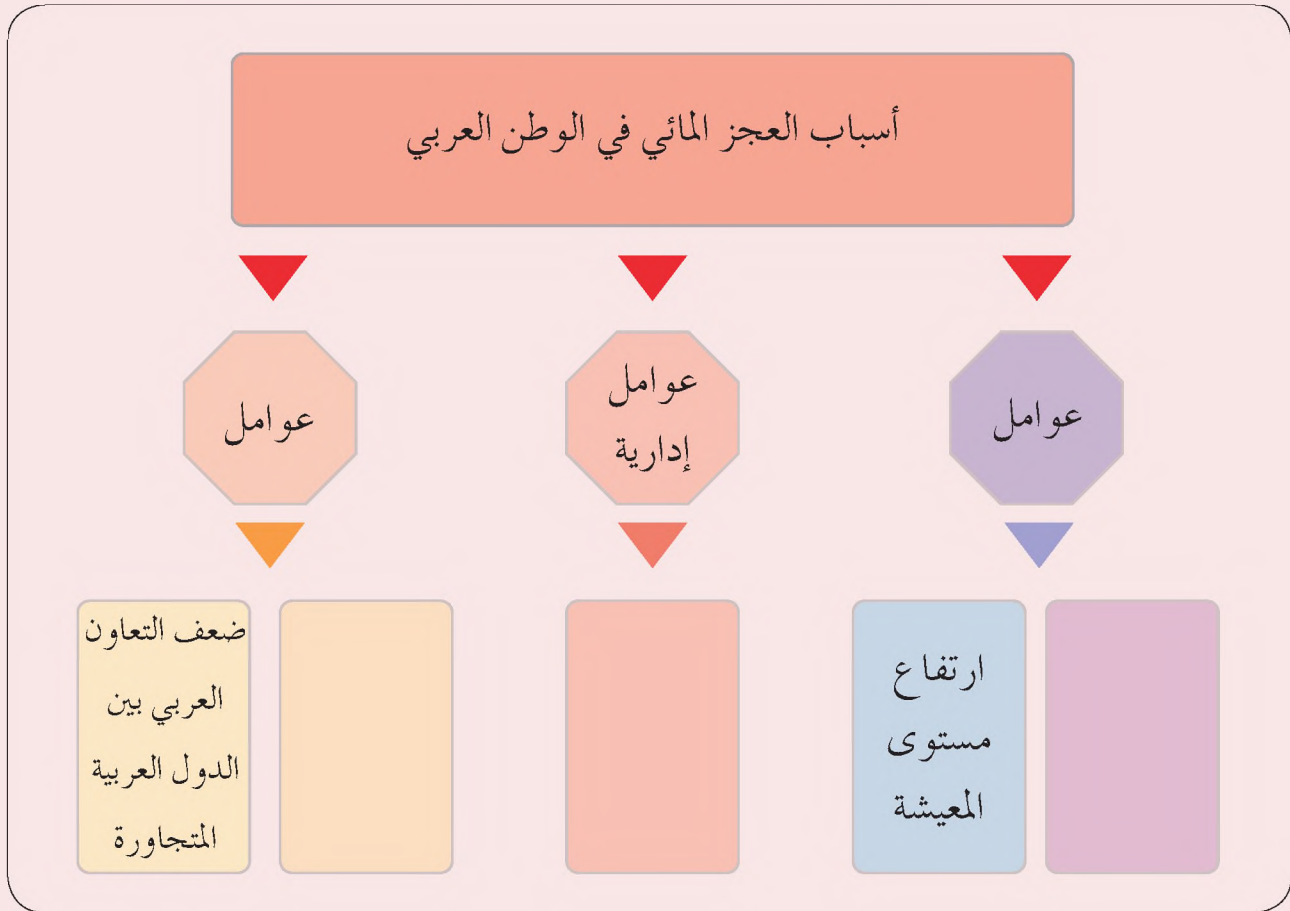 أسباب العجز المائي في الوطن العربي
عوامل
عوامل
إدارية
عوامل
ارتفاع
مستوى
المعيشة
ضعف التعاون
العربي بين
الدول العربية
المتجاورة